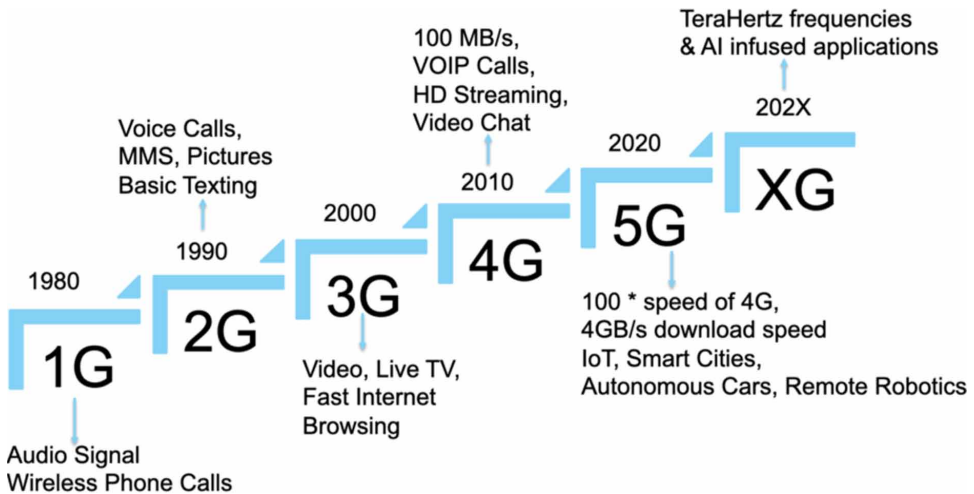 1980
1G
Audio Signal
Wireless Phone Calls
Voice Calls,
MMS, Pictures
Basic Texting
1990
2G
2000
3G
Video, Live TV,
Fast Internet
Browsing
100 MB/s,
VOIP Calls,
HD Streaming,
Video Chat
2010
4G
2020
5G
100 * speed of 4G,
4GB/s download speed
IoT, Smart Cities,
Autonomous Cars, Remote Robotics
TeraHertz frequencies
& AI infused applications
202X
XG